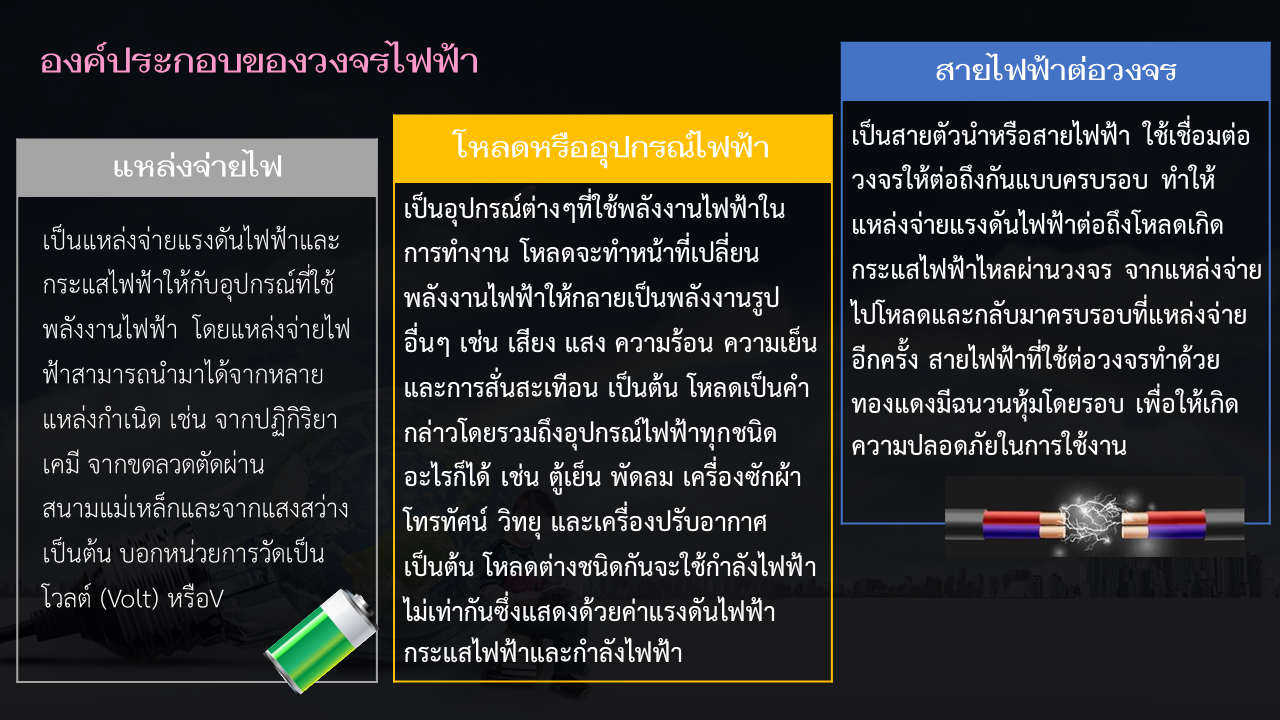 องค์ประกอบของวงจรไฟฟ้า
แหล่งจ่ายไฟ
เป็นแหล่งจ่ายแรงดันไฟฟ้าและ
กระแสไฟฟ้าให้กับอุปกรณ์ที่ใช้
พลังงานไฟฟ้า โดยแหล่งจ่ายไฟ
ฟ้าสามารถนำมาได้จากหลาย
แหล่งกำเนิด เช่น จากปฏิกิริยา
เคมี จากขดลวดตัดผ่าน
สนามแม่เหล็กและจากแสงสว่าง
เป็นต้น บอกหน่วยการวัดเป็น
โวลต์ (Volt) หรือV
โหลดหรืออุปกรณ์ไฟฟ้า
เป็นอุปกรณ์ต่างๆที่ใช้พลังงานไฟฟ้าใน
การทำงาน โหลดจะทำหน้าที่เปลี่ยน
พลังงานไฟฟ้าให้กลายเป็นพลังงานรูป
อื่นๆ เช่น เสียง แสง ความร้อน ความเย็น
และการสั่นสะเทือน เป็นต้น โหลดเป็นคำ
กล่าวโดยรวมถึงอุปกรณ์ไฟฟ้าทุกชนิด
อะไรก็ได้ เช่น ตู้เย็น พัดลม เครื่องซักผ้า
โทรทัศน์ วิทยุ และเครื่องปรับอากาศ
เป็นต้น โหลดต่างชนิดกันจะใช้กำลังไฟฟ้า
ไม่เท่ากันซึ่งแสดงด้วยค่าแรงดันไฟฟ้า
กระแสไฟฟ้าและกำลังไฟฟ้า
สายไฟฟ้าต่อวงจร
เป็นสายตัวนำหรือสายไฟฟ้า ใช้เชื่อมต่อ
วงจรให้ต่อถึงกันแบบครบรอบ ทำให้
แหล่งจ่ายแรงดันไฟฟ้าต่อถึงโหลดเกิด
กระแสไฟฟ้าไหลผ่านวงจร จากแหล่งจ่าย
ไปโหลดและกลับมาครบรอบที่แหล่งจ่าย
อีกครั้ง สายไฟฟ้าที่ใช้ต่อวงจรทำด้วย
ทองแดงมีฉนวนหุ้มโดยรอบ เพื่อให้เกิด
ความปลอดภัยในการใช้งาน